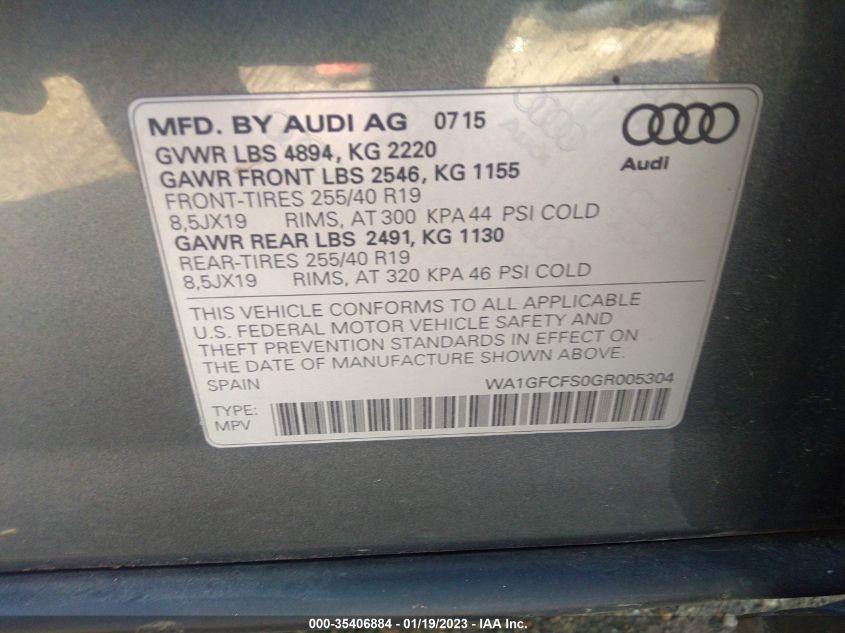 MFD. BY AUDI AG 0715
GVWR LBS 4894, KG 2220
GAWR FRONT LBS 2546, KG 1155
FRONT-TIRES 255/40 R19
8,5JX19 RIMS, AT 300 KPA 44 PSI COLD
GAWR REAR LBS 2491, KG 1130
REAR-TIRES 255/40 R19
8,5JX19 RIMS, AT 320 KPA 46 PSI COLD
Audi
THIS VEHICLE CONFORMS TO ALL APPLICABLE
U.S. FEDERAL MOTOR VEHICLE SAFETY AND
THEFT PREVENTION STANDARDS IN EFFECT ON
THE DATE OF MANUFACTURE SHOWN ABOVE.
SPAIN WA1GFCFS0GR005304
TYPE:
MPV
000-35406884 - 01/19/2023 - IAA Inc.